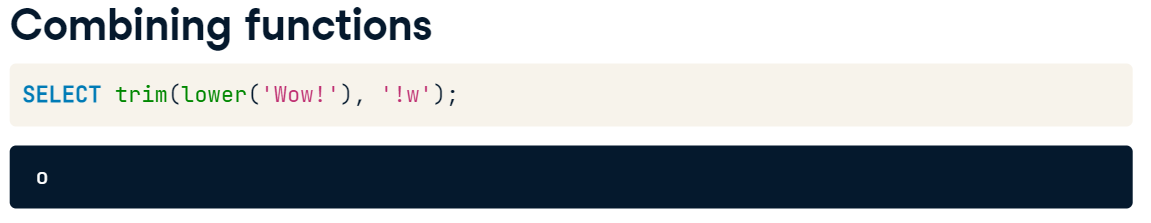 Combining functions
SELECT trim(lower('Wow!'), '!w');
o